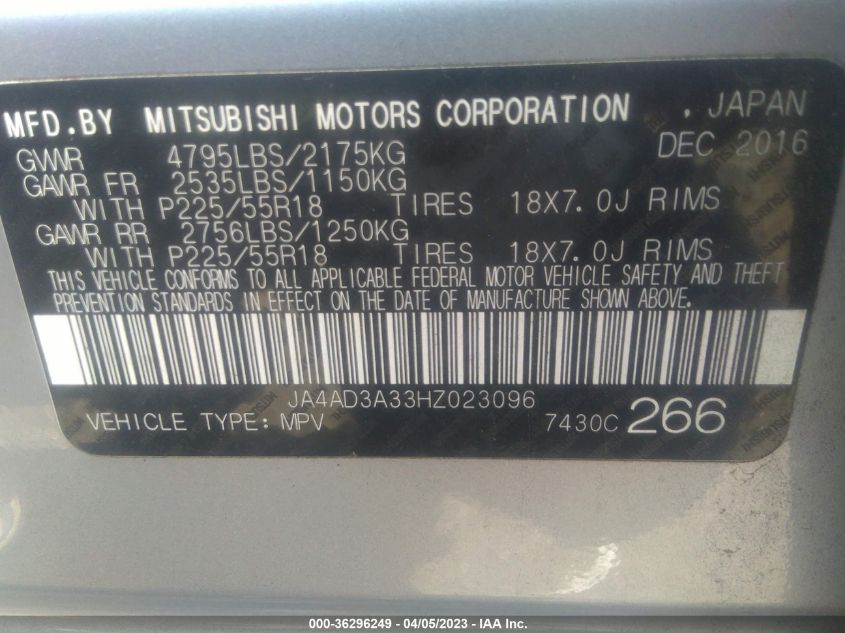 MFD.BY MITSUBISHI MOTORS CORPORATION , JAPAN
GVWR 4795LBS/2175KG DEC 2016
GAWR FR 2535LBS/1150KG
WITH P225/55R18 TIRES 18X7.0J RIMS
GAWR RR 2756LBS/1250KG
WITH P225/55R18 TIRES 18X7.0J RIMS
THIS VEHICLE CONFORMS TO ALL APPLICABLE FEDERAL MOTOR VEHICLE SAFETY AND THEFT
PREVENTION STANDARDS IN EFFECT ON THE DATE OF MANUFACTURE SHOWN ABOVE.
JA4AD3A33HZ023096
VEHICLE TYPE: MPV 7430C 266
000-36296249 - 04/05/2023 - IAA Inc.